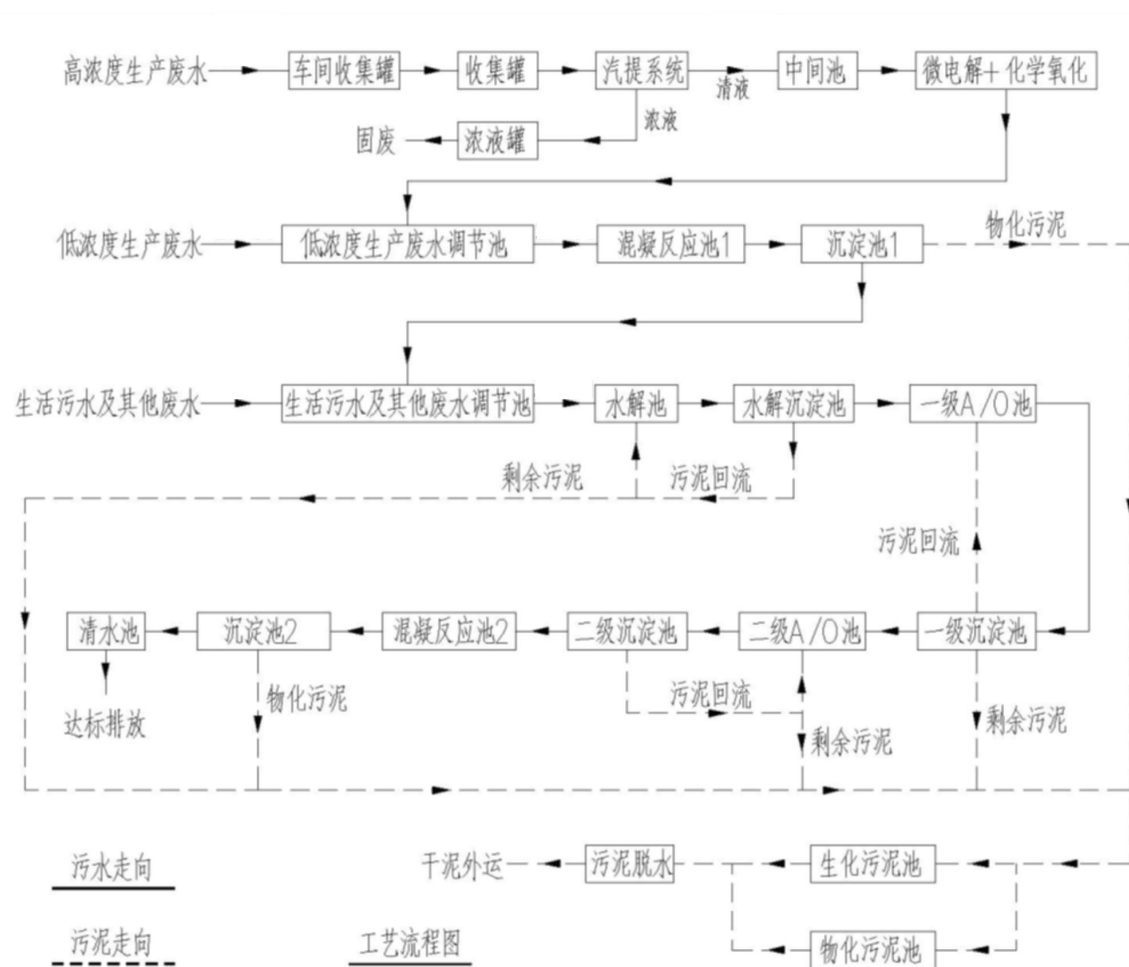 高浓度生产废水 车间收集罐 收集罐 汽提系统 清液 中间池 微电解+化学氧化
浓液
固废 浓液罐
低浓度生产废水 低浓度生产废水调节池 混凝反应池1 沉淀池1 物化污泥
生活污水及其他废水 生活污水及其他废水调节池 水解池 水解沉淀池 一级A/O池
剩余污泥 污泥回流
污泥回流
清水池 沉淀池2 混凝反应池2 二级沉淀池 二级A/O池 一级沉淀池
达标排放 物化污泥 污泥回流 剩余污泥 剩余污泥
污水走向 干泥外运 污泥脱水 生化污泥池
污泥走向 工艺流程图 物化污泥池